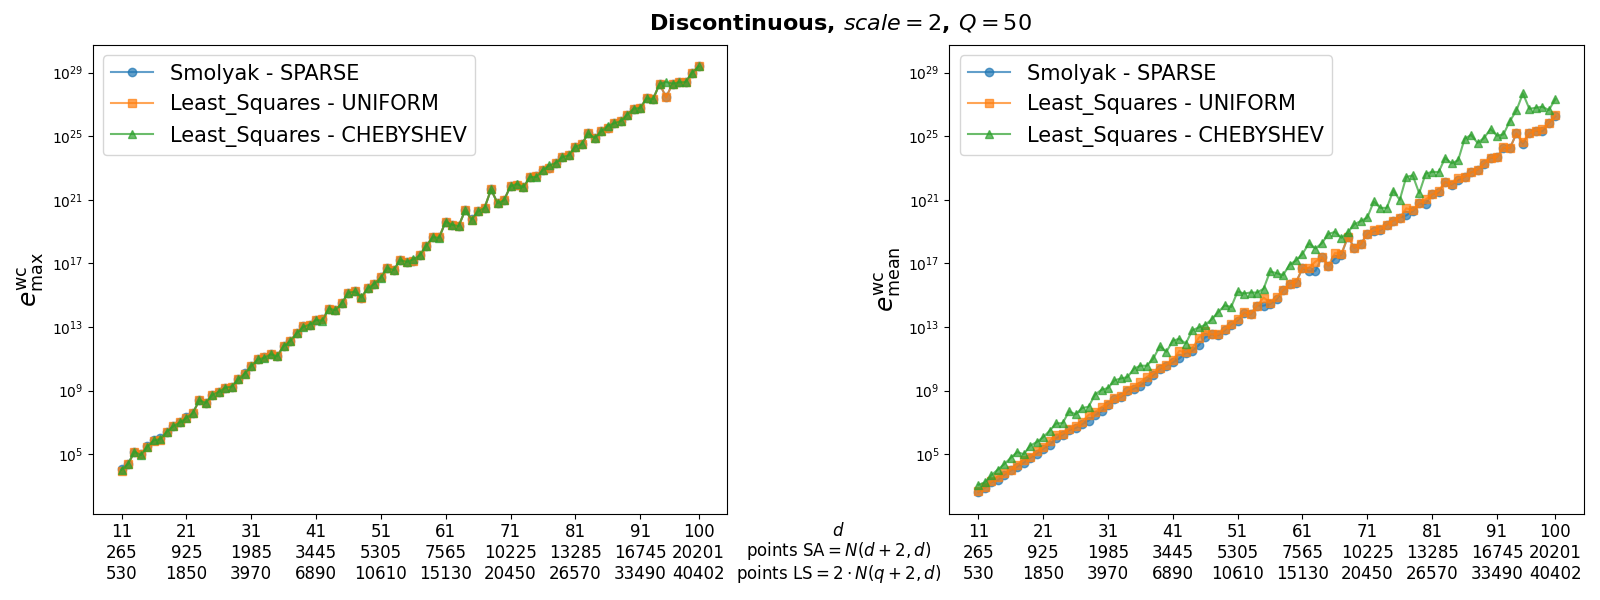 Discontinuous, scale = 2, Q = 50
Smolyak - SPARSE
Least_Squares - UNIFORM
Least_Squares - CHEBYSHEV
10^29
10^25
10^21
10^17
10^13
10^9
10^5
e^wc_max
11 21 31 41 51 61 71 81 91 100
265 925 1985 3445 5305 7565 10225 13285 16745 20201
530 1850 3970 6890 10610 15130 20450 26570 33490 40402
d
points SA = N(d + 2, d)
points LS = 2 · N(q + 2, d)
Smolyak - SPARSE
Least_Squares - UNIFORM
Least_Squares - CHEBYSHEV
10^29
10^25
10^21
10^17
10^13
10^9
10^5
e^wc_mean
11 21 31 41 51 61 71 81 91 100
265 925 1985 3445 5305 7565 10225 13285 16745 20201
530 1850 3970 6890 10610 15130 20450 26570 33490 40402